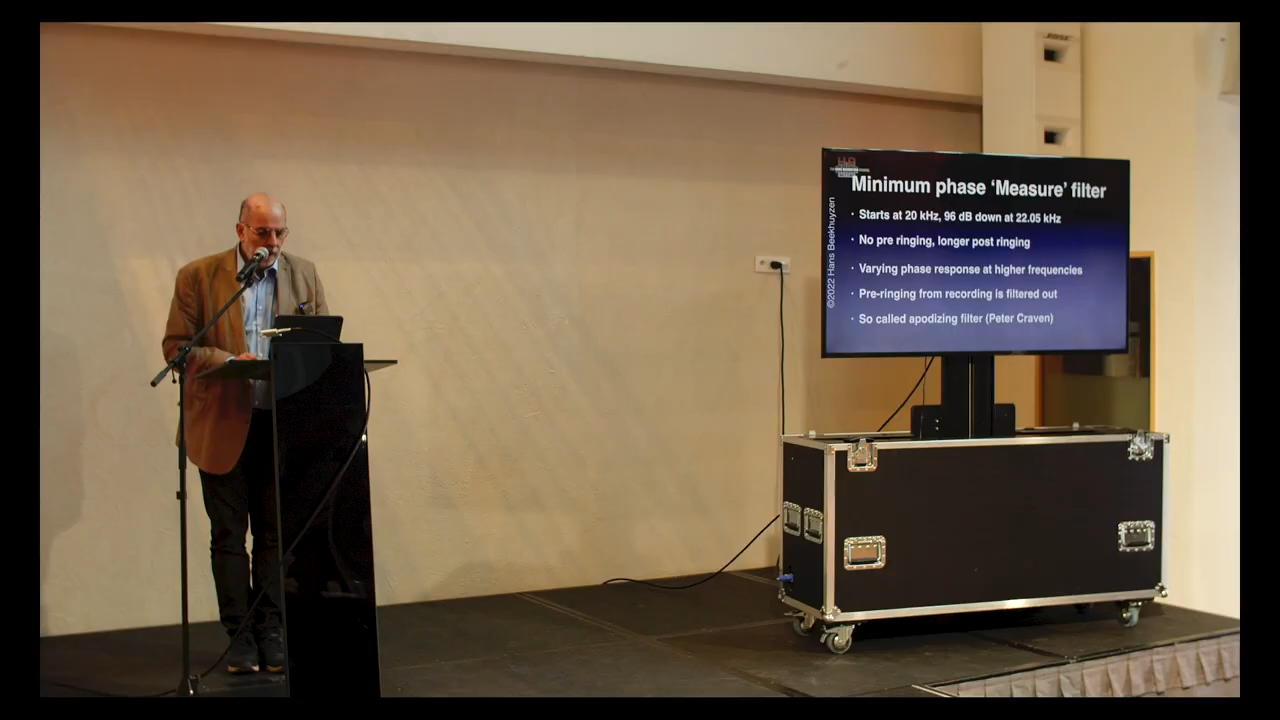 BOSE
HB
Minimum phase ‘Measure’ filter
©2022 Hans Beekhuyzen
· Starts at 20 kHz, 96 dB down at 22.05 kHz
· No pre ringing, longer post ringing
· Varying phase response at higher frequencies
· Pre-ringing from recording is filtered out
· So called apodizing filter (Peter Craven)